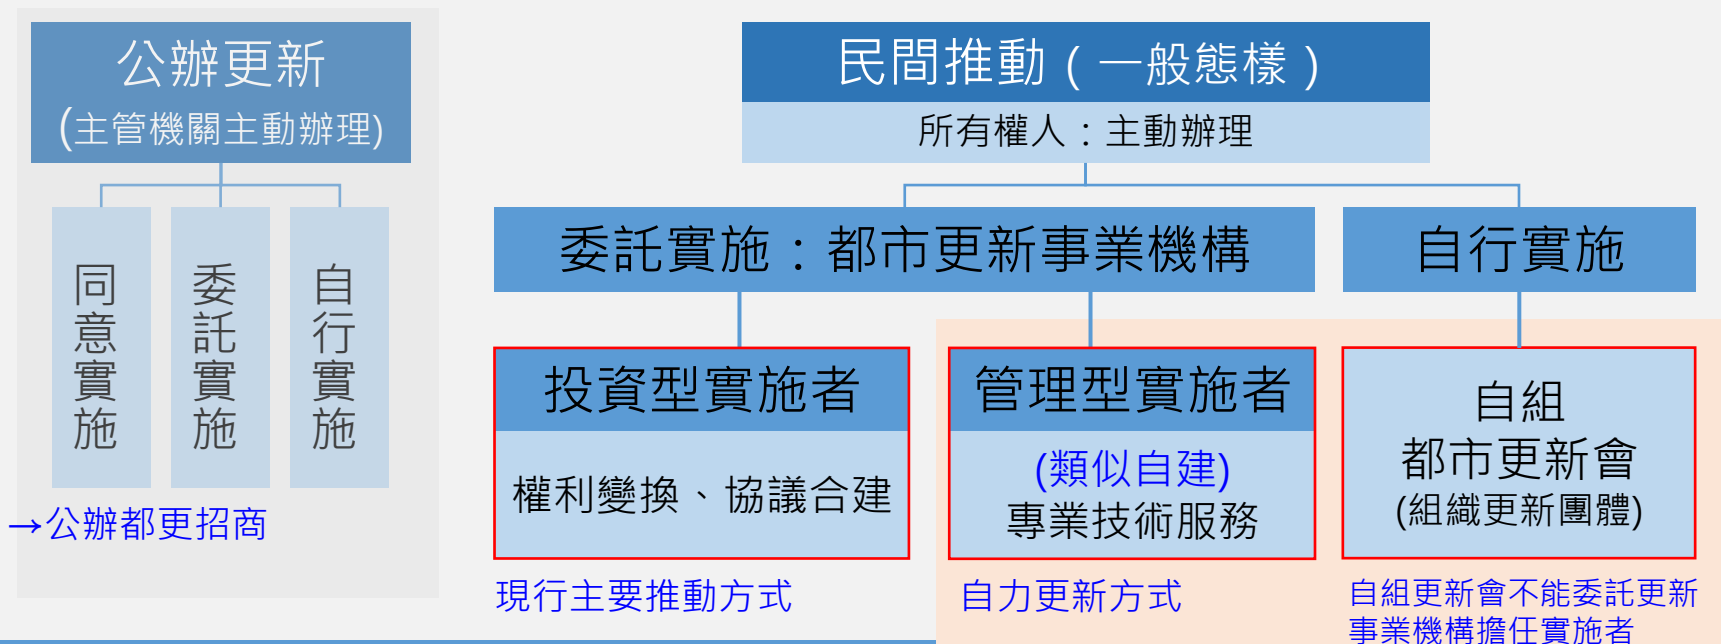 公辦更新
(主管機關主動辦理)
同意實施
委託實施
自行實施
→公辦都更招商
民間推動 ( 一般態樣 )
所有權人：主動辦理
委託實施：都市更新事業機構
自行實施
投資型實施者
權利變換、協議合建
現行主要推動方式
管理型實施者
(類似自建)
專業技術服務
自力更新方式
自組
都市更新會
(組織更新團體)
自組更新會不能委託更新
事業機構擔任實施者